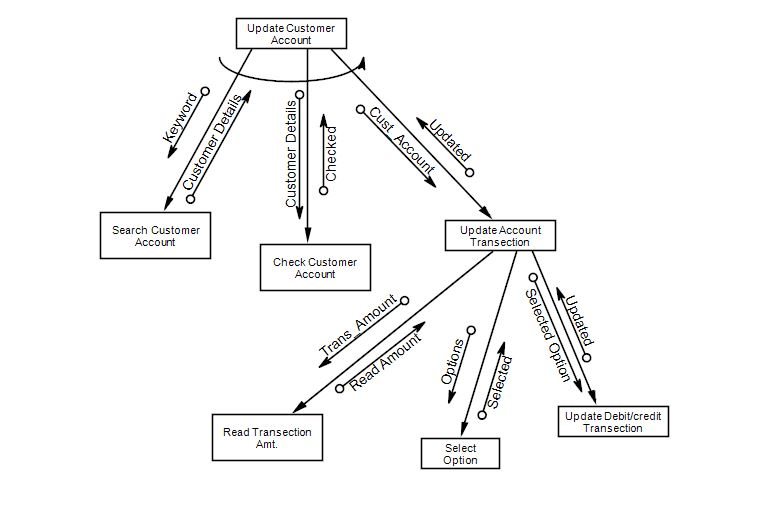 Update Customer
Account
Keyword
Customer Details
Customer Details
Checked
Cust_Account
Updated
Search Customer
Account
Check Customer
Account
Update Account
Transection
Trans_Amount
Read Amount
Options
Selected
Selected Option
Updated
Read Transection
Amt.
Select
Option
Update Debit/credit
Transection